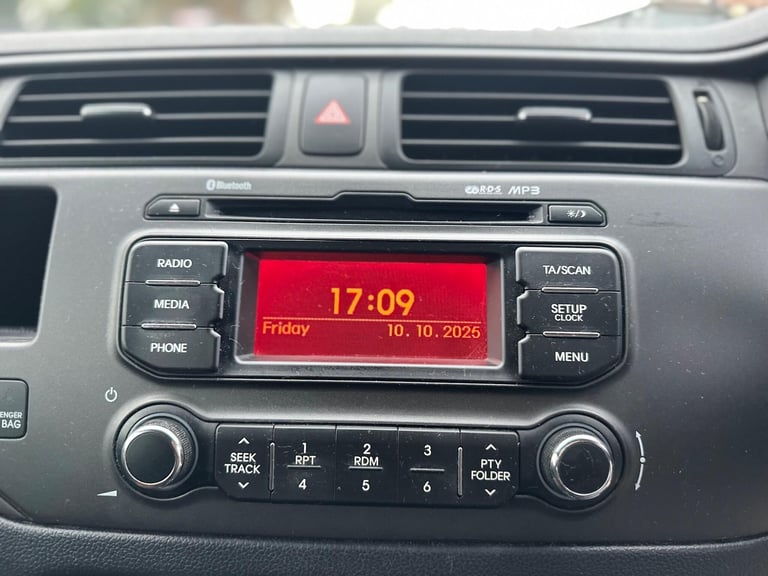 Bluetooth
R·D·S MP3
RADIO
MEDIA
PHONE
17:09
Friday 10.10.2025
TA/SCAN
SETUP
CLOCK
MENU
ENGER
BAG
SEEK
TRACK
1
RPT
4
2
RDM
5
3
6
PTY
FOLDER